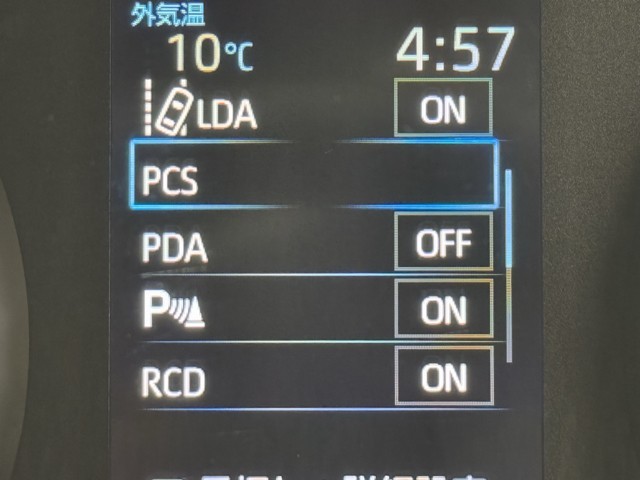 外気温
10℃ 4:57
LDA ON
PCS
PDA OFF
P ON
RCD ON